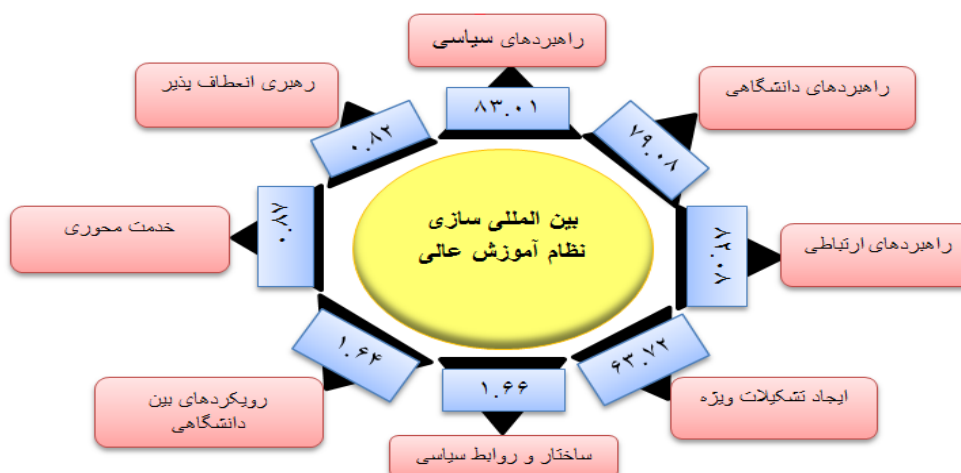 راهبردهای سیاسی
۸۳.۰۱
راهبردهای دانشگاهی
۷۹.۰۸
راهبردهای ارتباطی
۸۲.۰۸
ایجاد تشکیلات ویژه
۶۳.۷۲
ساختار و روابط سیاسی
۱.۶۶
رویکردهای بین
دانشگاهی
۱.۶۴
خدمت محوری
۰.۸۷
رهبری انعطاف پذیر
۰.۸۲
بین المللی سازی
نظام آموزش عالی